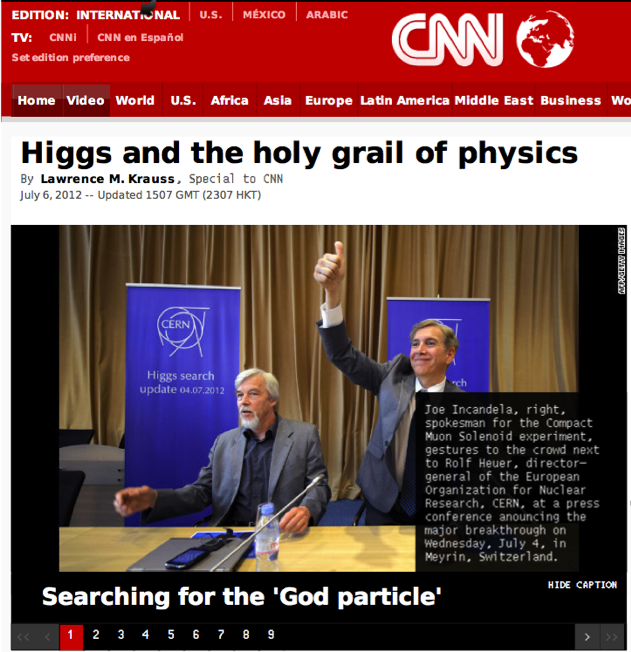 EDITION: INTERNATIONAL U.S. MÉXICO ARABIC
TV: CNNi CNN en Español
Set edition preference
CNN
Home Video World U.S. Africa Asia Europe Latin America Middle East Business Wo
Higgs and the holy grail of physics
By Lawrence M. Krauss, Special to CNN
July 6, 2012 -- Updated 1507 GMT (2307 HKT)
AFP/GETTY IMAGES
CERN
Higgs search
update 04.07.2012
rch
Joe Incandela, right,
spokesman for the Compact
Muon Solenoid experiment,
gestures to the crowd next
to Rolf Heuer, director-
general of the European
Organization for Nuclear
Research, CERN, at a press
conference anouncing the
major breakthrough on
Wednesday, July 4, in
Meyrin, Switzerland.
HIDE CAPTION
Searching for the 'God particle'
<< < 1 2 3 4 5 6 7 8 9 > >>